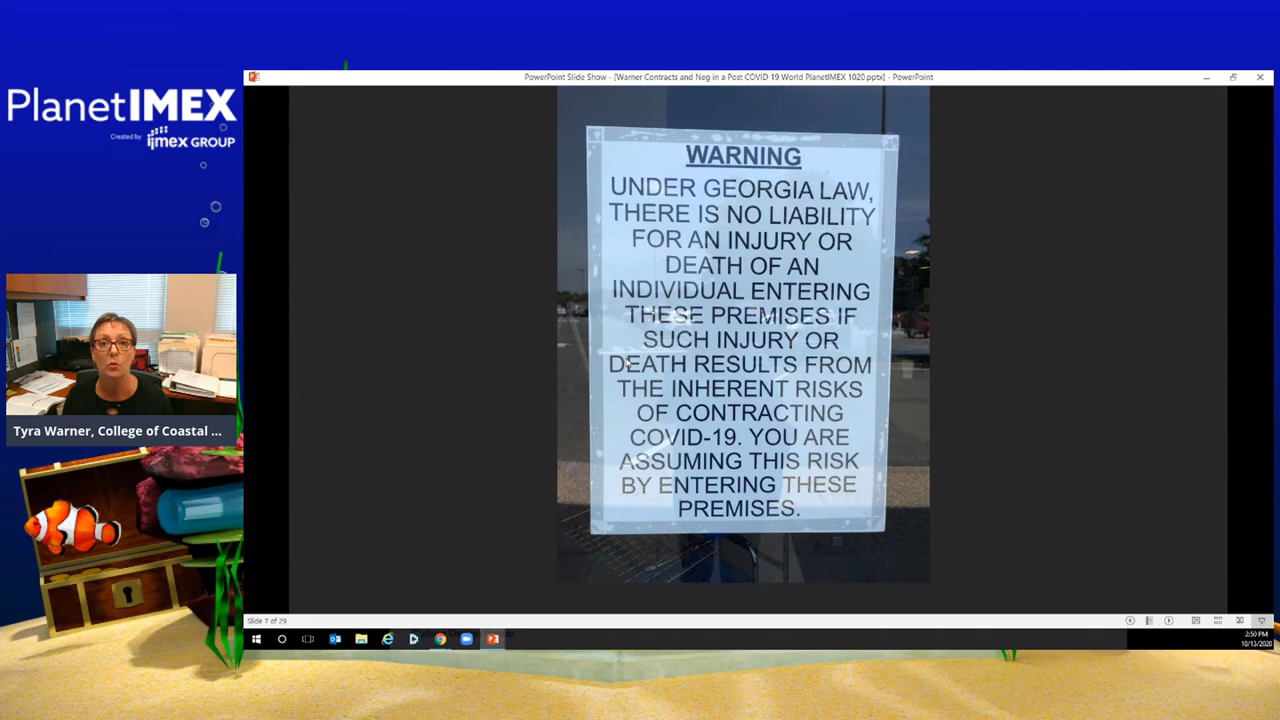 PlanetIMEX
Created by
imex GROUP
PowerPoint Slide Show - [Warner Contracts and Neg in a Post COVID 19 World PlanetIMEX 1020.pptx] - PowerPoint
WARNING
UNDER GEORGIA LAW,
THERE IS NO LIABILITY
FOR AN INJURY OR
DEATH OF AN
INDIVIDUAL ENTERING
THESE PREMISES IF
SUCH INJURY OR
DEATH RESULTS FROM
THE INHERENT RISKS
OF CONTRACTING
COVID-19. YOU ARE
ASSUMING THIS RISK
BY ENTERING THESE
PREMISES.
Tyra Warner, College of Coastal ...
Slide 7 of 29
2:50 PM
10/13/2020